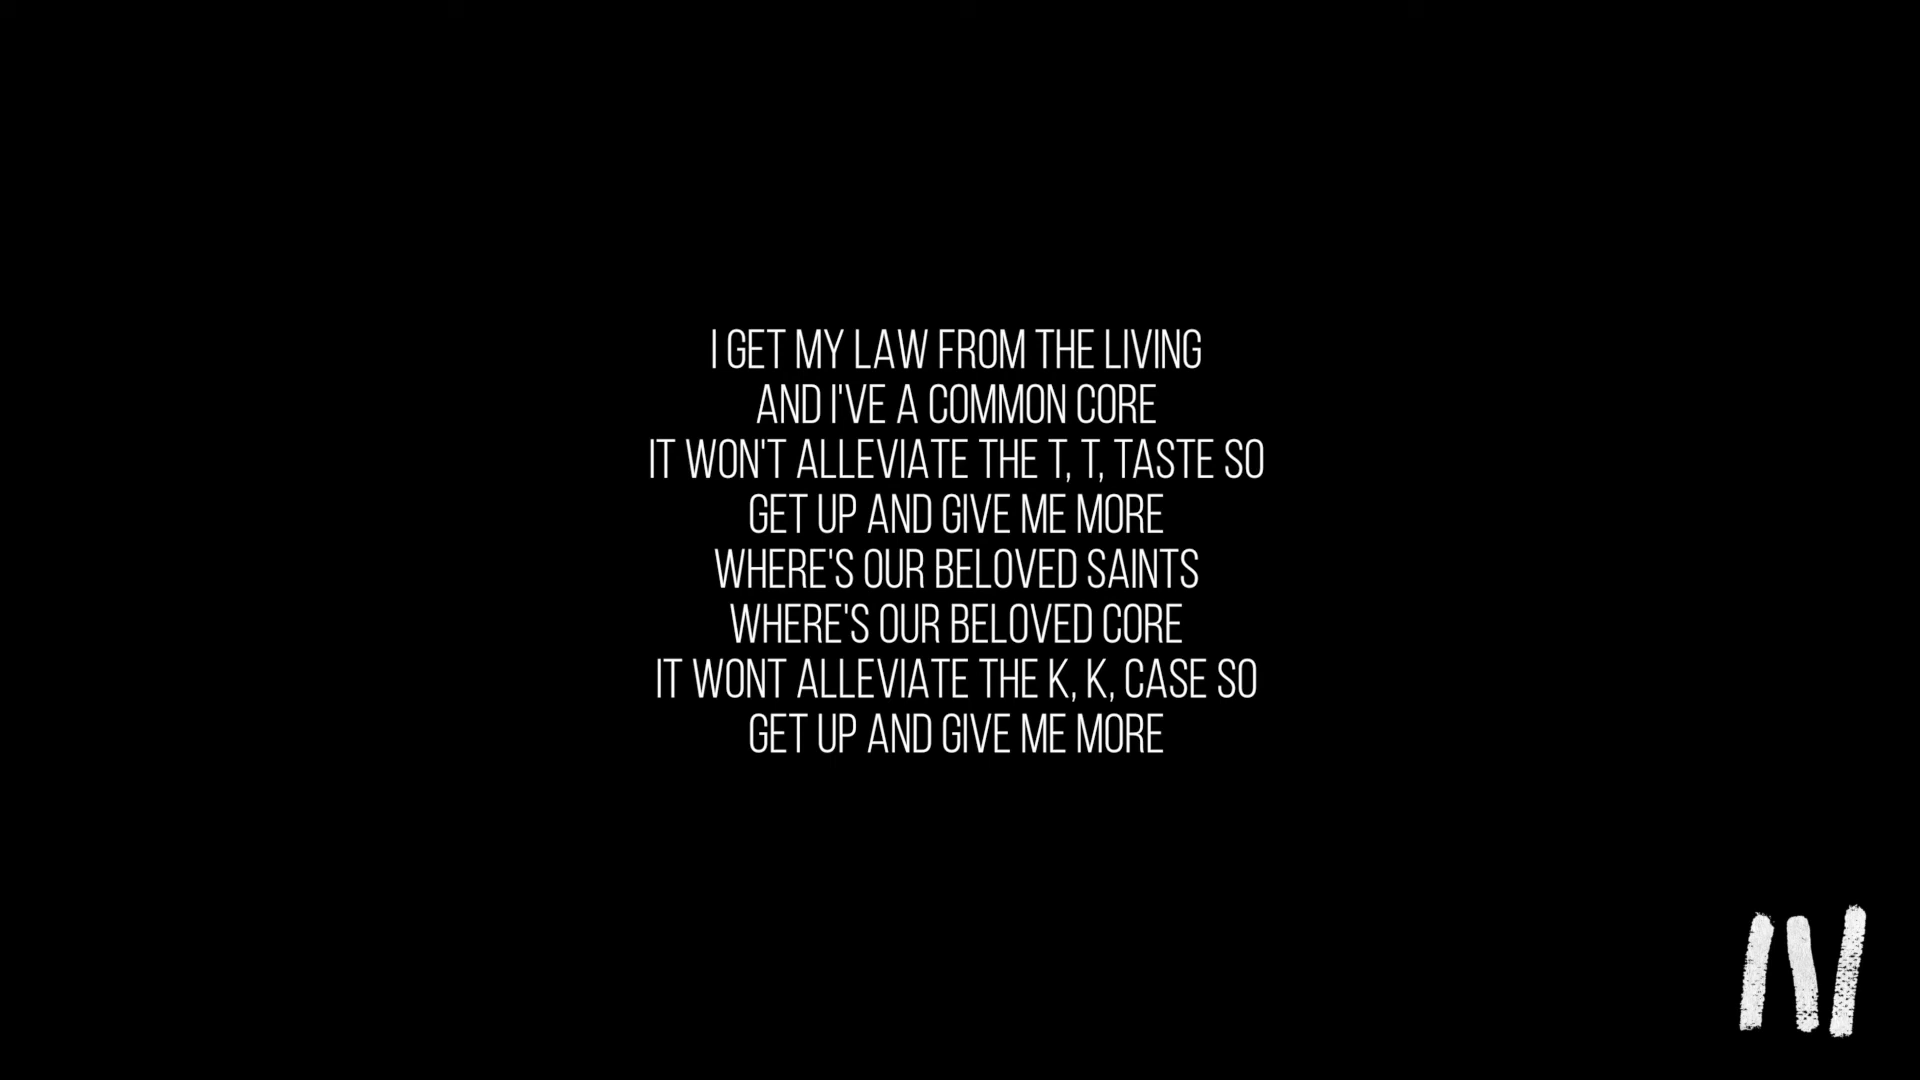 I GET MY LAW FROM THE LIVING
AND I'VE A COMMON CORE
IT WON'T ALLEVIATE THE T, T, TASTE SO
GET UP AND GIVE ME MORE
WHERE'S OUR BELOVED SAINTS
WHERE'S OUR BELOVED CORE
IT WONT ALLEVIATE THE K, K, CASE SO
GET UP AND GIVE ME MORE